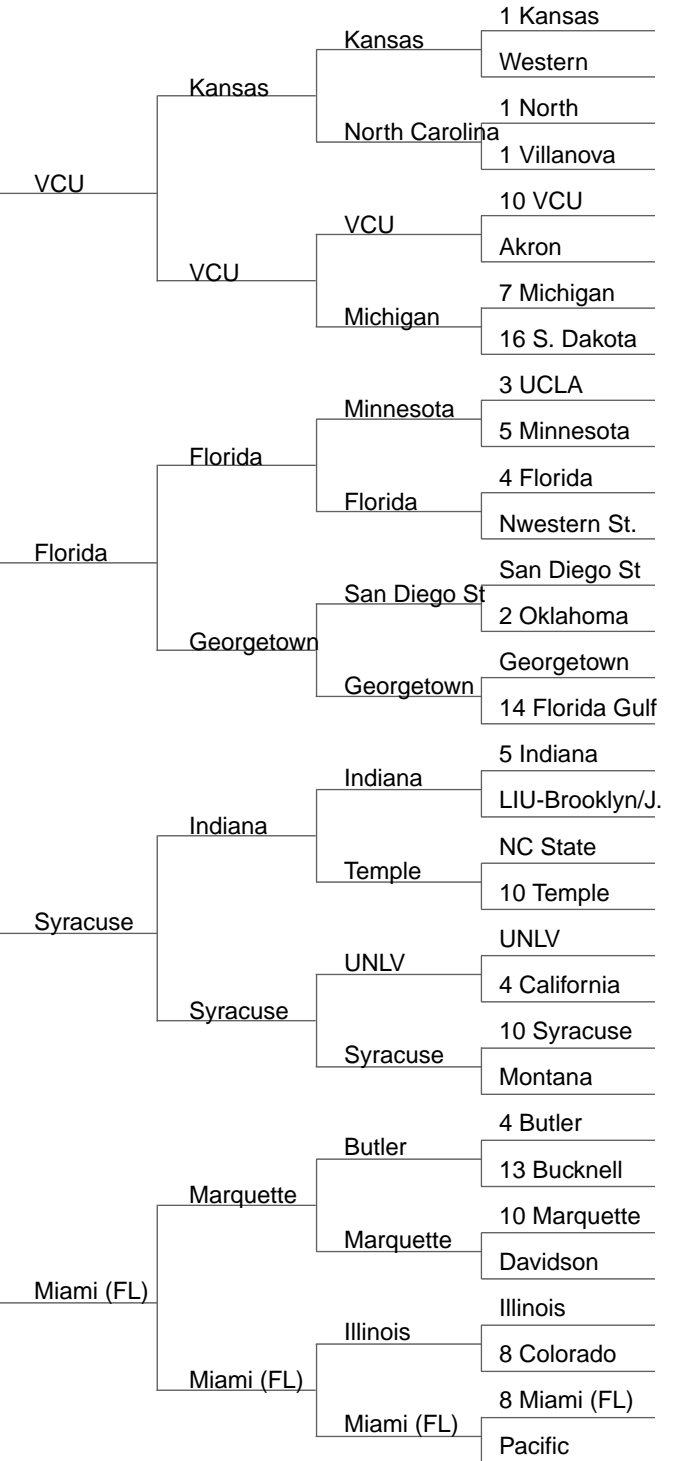 1 Kansas
Kansas
Western
Kansas
1 North
North Carolina
1 Villanova
VCU
10 VCU
VCU
Akron
VCU
7 Michigan
Michigan
16 S. Dakota
3 UCLA
Minnesota
5 Minnesota
Florida
4 Florida
Florida
Nwestern St.
Florida
San Diego St
San Diego St
2 Oklahoma
Georgetown
Georgetown
Georgetown
14 Florida Gulf
5 Indiana
Indiana
LIU-Brooklyn/J.
Indiana
NC State
Temple
10 Temple
Syracuse
UNLV
UNLV
4 California
Syracuse
10 Syracuse
Syracuse
Montana
4 Butler
Butler
13 Bucknell
Marquette
10 Marquette
Marquette
Davidson
Miami (FL)
Illinois
Illinois
8 Colorado
Miami (FL)
8 Miami (FL)
Miami (FL)
Pacific